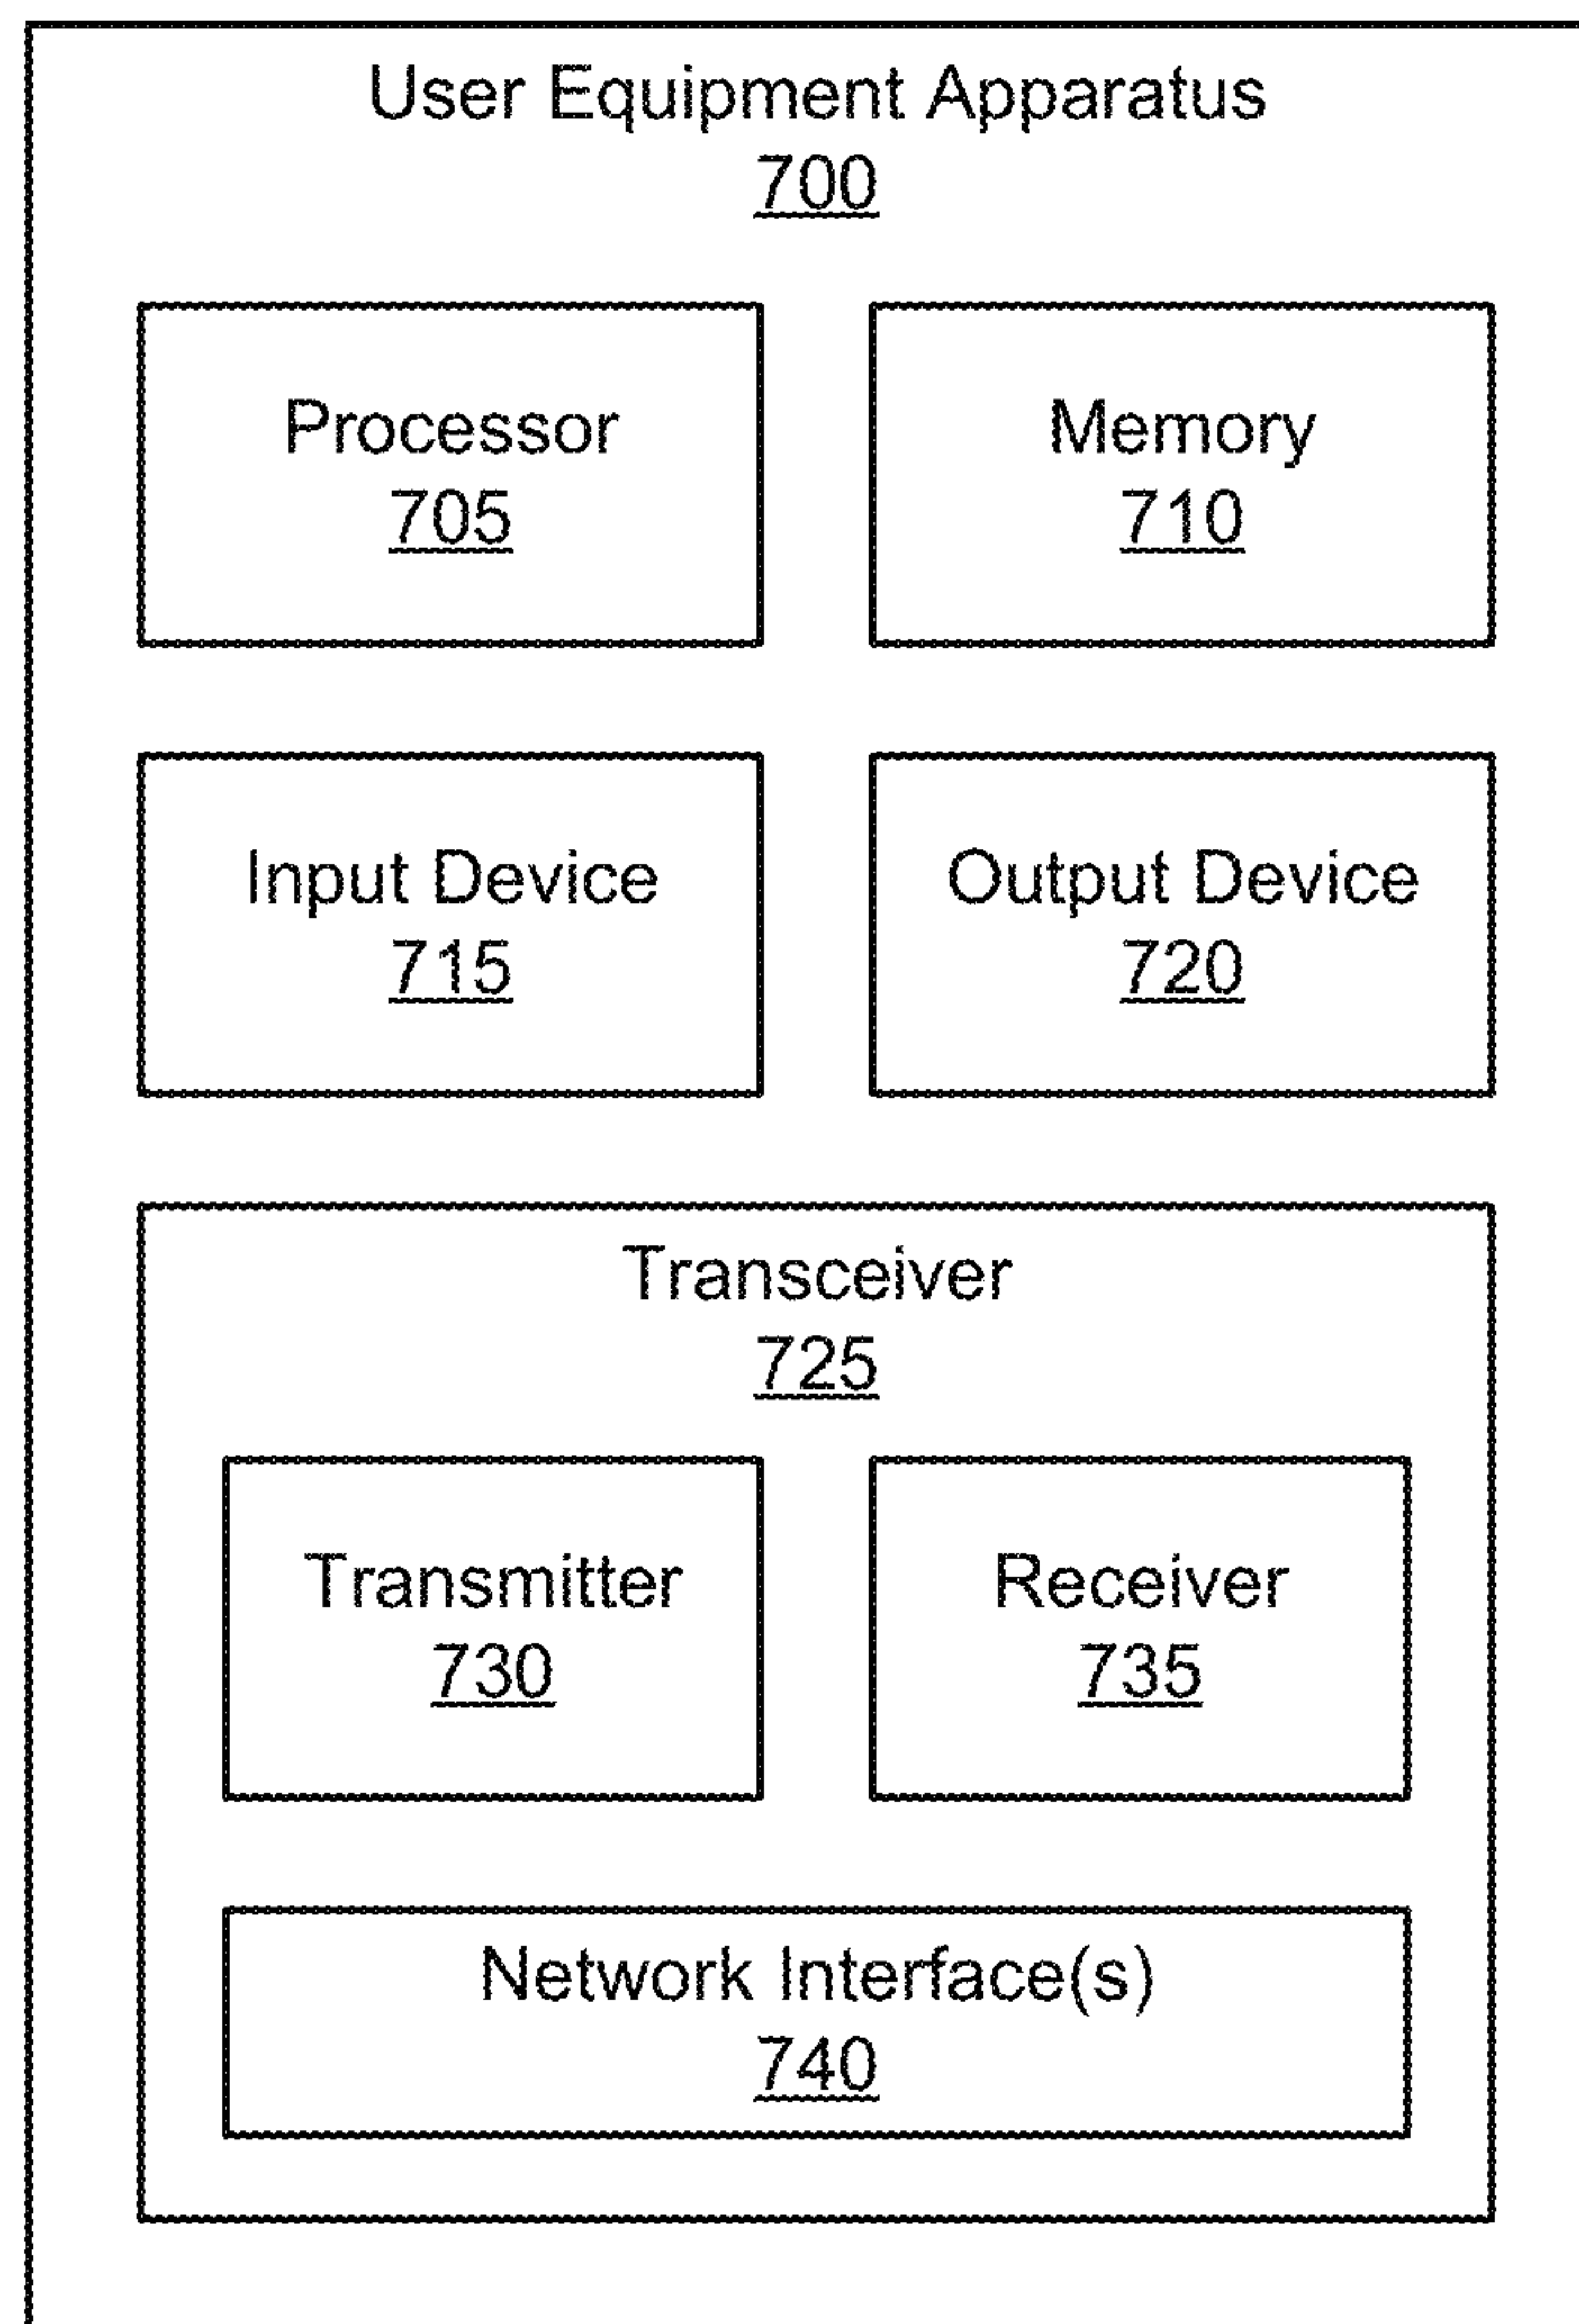 User Equipment Apparatus
700
Processor
705
Memory
710
Input Device
715
Output Device
720
Transceiver
725
Transmitter
730
Receiver
735
Network Interface(s)
740